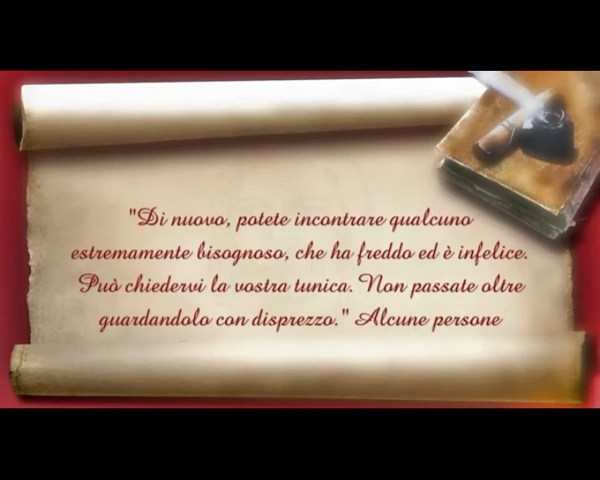 "Di nuovo, potete incontrare qualcuno
estremamente bisognoso, che ha freddo ed è infelice.
Può chiedervi la vostra tunica. Non passate oltre
guardandolo con disprezzo." Alcune persone